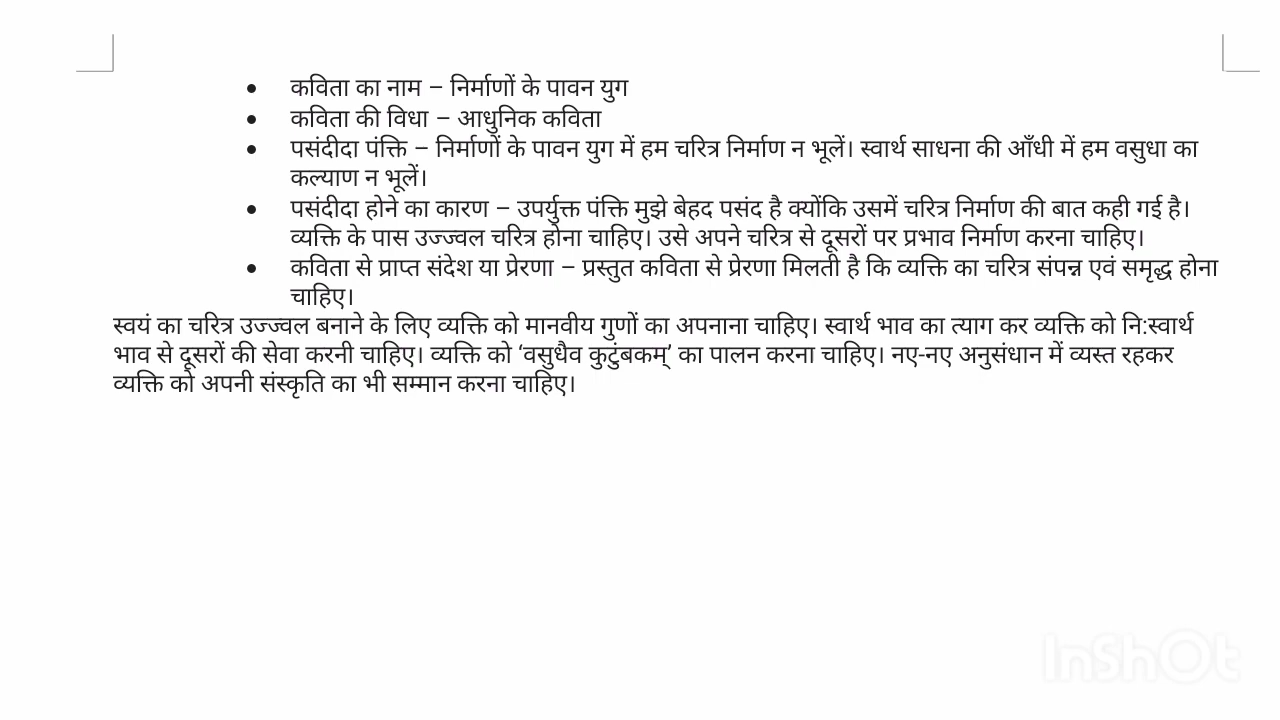 • कविता का नाम – निर्माणों के पावन युग
• कविता की विधा – आधुनिक कविता
• पसंदीदा पंक्ति – निर्माणों के पावन युग में हम चरित्र निर्माण न भूलें। स्वार्थ साधना की आँधी में हम वसुधा का
कल्याण न भूलें।
• पसंदीदा होने का कारण – उपर्युक्त पंक्ति मुझे बेहद पसंद है क्योंकि उसमें चरित्र निर्माण की बात कही गई है।
व्यक्ति के पास उज्ज्वल चरित्र होना चाहिए। उसे अपने चरित्र से दूसरों पर प्रभाव निर्माण करना चाहिए।
• कविता से प्राप्त संदेश या प्रेरणा – प्रस्तुत कविता से प्रेरणा मिलती है कि व्यक्ति का चरित्र संपन्न एवं समृद्ध होना
चाहिए।
स्वयं का चरित्र उज्ज्वल बनाने के लिए व्यक्ति को मानवीय गुणों का अपनाना चाहिए। स्वार्थ भाव का त्याग कर व्यक्ति को नि:स्वार्थ
भाव से दूसरों की सेवा करनी चाहिए। व्यक्ति को ‘वसुधैव कुटुंबकम्’ का पालन करना चाहिए। नए-नए अनुसंधान में व्यस्त रहकर
व्यक्ति को अपनी संस्कृति का भी सम्मान करना चाहिए।
InShOt